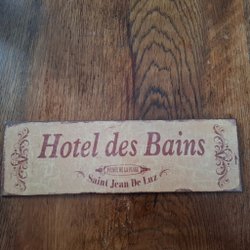 Hotel des Bains
Saint Jean De Luz